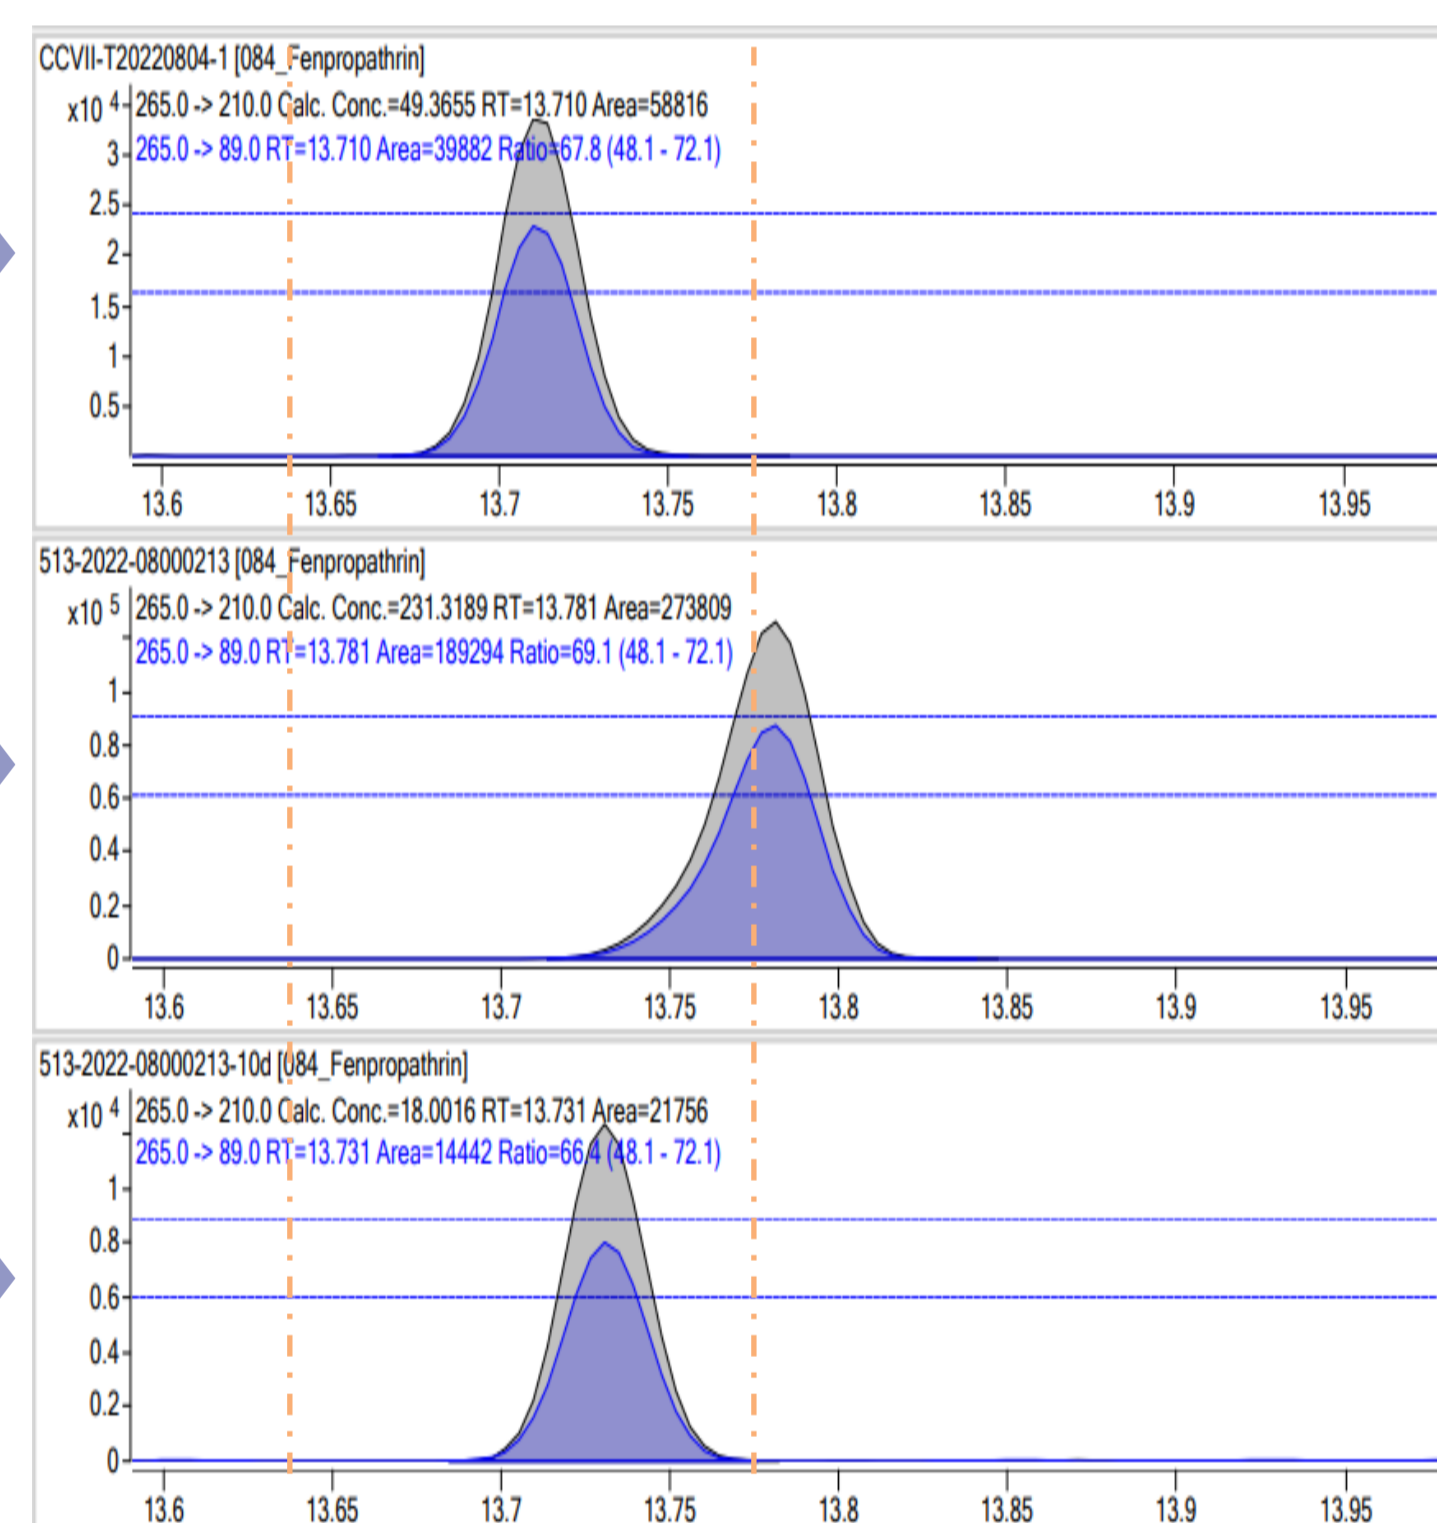 CCVII-T20220804-1 [084_Fenpropathrin]
x10 4 265.0 -> 210.0 Calc. Conc.=49.3655 RT=13.710 Area=58816
265.0 -> 89.0 RT=13.710 Area=39882 Ratio=67.8 (48.1 - 72.1)
3
2.5
2
1.5
1
0.5
13.6 13.65 13.7 13.75 13.8 13.85 13.9 13.95
513-2022-08000213 [084_Fenpropathrin]
x10 5 265.0 -> 210.0 Calc. Conc.=231.3189 RT=13.781 Area=273809
265.0 -> 89.0 RT=13.781 Area=189294 Ratio=69.1 (48.1 - 72.1)
1
0.8
0.6
0.4
0.2
0
13.6 13.65 13.7 13.75 13.8 13.85 13.9 13.95
513-2022-08000213-10d [084_Fenpropathrin]
x10 4 265.0 -> 210.0 Calc. Conc.=18.0016 RT=13.731 Area=21756
265.0 -> 89.0 RT=13.731 Area=14442 Ratio=66.4 (48.1 - 72.1)
1
0.8
0.6
0.4
0.2
0
13.6 13.65 13.7 13.75 13.8 13.85 13.9 13.95